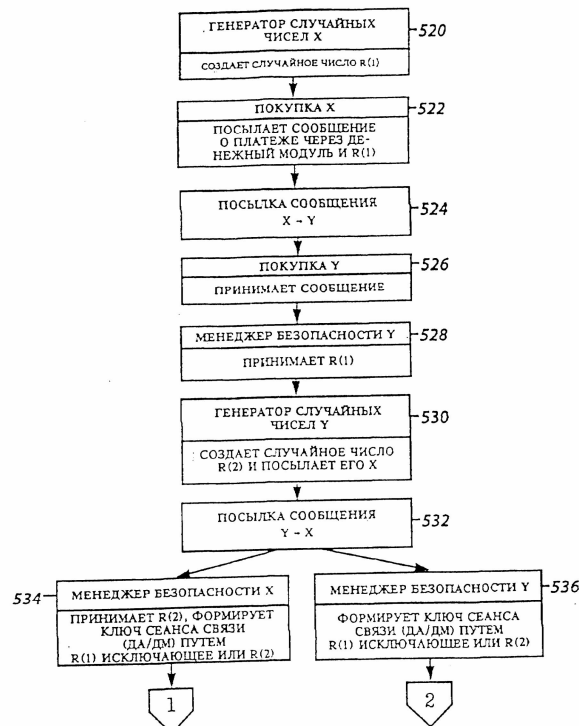 ГЕНЕРАТОР СЛУЧАЙНЫХ
ЧИСЕЛ X
520
СОЗДАЕТ СЛУЧАЙНОЕ ЧИСЛО R(1)
ПОКУПКА X
522
ПОСЫЛАЕТ СООБЩЕНИЕ
О ПЛАТЕЖЕ ЧЕРЕЗ ДЕ-
НЕЖНЫЙ МОДУЛЬ И R(1)
ПОСЫЛКА СООБЩЕНИЯ
524
X – Y
ПОКУПКА Y
526
ПРИНИМАЕТ СООБЩЕНИЕ
МЕНЕДЖЕР БЕЗОПАСНОСТИ Y
528
ПРИНИМАЕТ R(1)
ГЕНЕРАТОР СЛУЧАЙНЫХ
ЧИСЕЛ Y
530
СОЗДАЕТ СЛУЧАЙНОЕ ЧИСЛО
R(2) И ПОСЫЛАЕТ ЕГО X
ПОСЫЛКА СООБЩЕНИЯ
532
Y – X
534
МЕНЕДЖЕР БЕЗОПАСНОСТИ X
ПРИНИМАЕТ R(2), ФОРМИРУЕТ
КЛЮЧ СЕАНСА СВЯЗИ
(ДА/ДМ) ПУТЕМ
R(1) ИСКЛЮЧАЮЩЕЕ ИЛИ R(2)
1
МЕНЕДЖЕР БЕЗОПАСНОСТИ Y
536
ФОРМИРУЕТ КЛЮЧ СЕАНСА
СВЯЗИ (ДА/ДМ) ПУТЕМ
R(1) ИСКЛЮЧАЮЩЕЕ ИЛИ R(2)
2